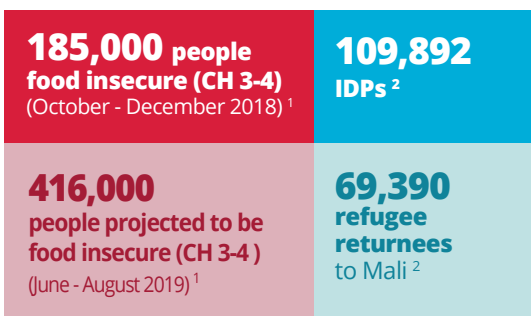 185,000 people
food insecure (CH 3-4)
(October - December 2018) 1
109,892
IDPs 2
416,000
people projected to be
food insecure (CH 3-4 )
(June - August 2019) 1
69,390
refugee
returnees
to Mali 2